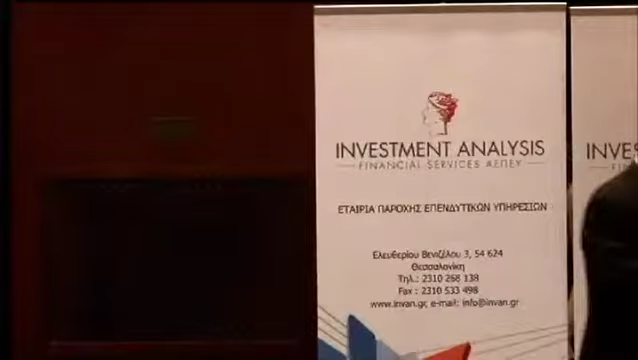 INVESTMENT ANALYSIS
FINANCIAL SERVICES ΑΕΠΕΥ
ΕΤΑΙΡΙΑ ΠΑΡΟΧΗΣ ΕΠΕΝΔΥΤΙΚΩΝ ΥΠΗΡΕΣΙΩΝ
Ελευθερίου Βενιζέλου 3, 54 624
Θεσσαλονίκη
Τηλ.: 2310 268 138
Fax : 2310 533 498
www.invan.gr, e-mail: info@invan.gr
INVES
FIN